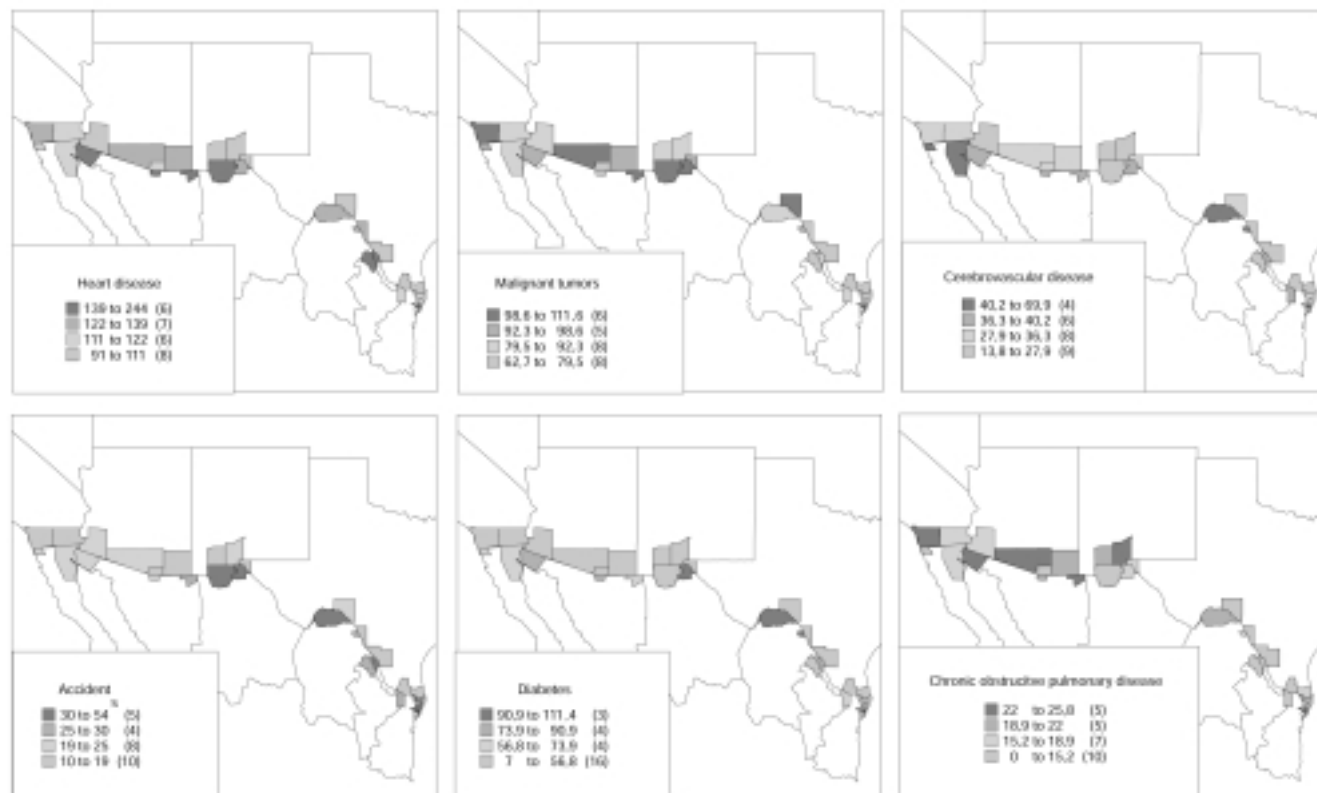 Heart disease
139 to 244 (6)
122 to 139 (7)
111 to 122 (6)
91 to 111 (8)
Malignant tumors
98,6 to 111,6 (6)
92,3 to 98,6 (5)
79,5 to 92,3 (8)
62,7 to 79,5 (8)
Cerebrovascular disease
40,2 to 69,9 (4)
36,3 to 40,2 (6)
27,9 to 36,3 (8)
13,8 to 27,9 (9)
Accident
30 to 54 (5)
25 to 30 (4)
19 to 25 (8)
10 to 19 (10)
Diabetes
90,9 to 111,4 (3)
73,9 to 90,9 (4)
56,8 to 73,9 (4)
7 to 56,8 (16)
Chronic obstrucitve pulmonary disease
22 to 25,8 (5)
18,9 to 22 (5)
15,2 to 18,9 (7)
0 to 15,2 (10)